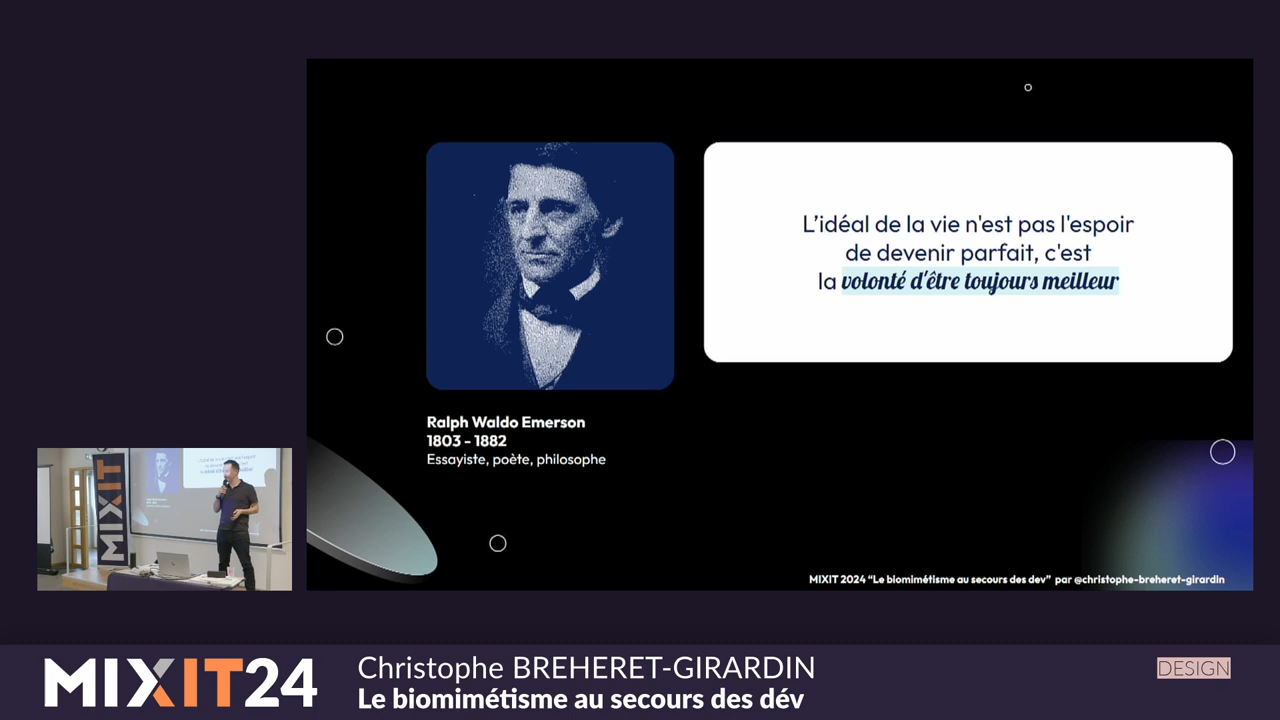 L'idéal de la vie n'est pas l'espoir
de devenir parfait, c'est
la volonté d'être toujours meilleur
Ralph Waldo Emerson
1803 - 1882
Essayiste, poète, philosophe
MIXIT
MIXIT 2024 “Le biomimétisme au secours des dev” par @christophe-breheret-girardin
MIXIT24
Christophe BREHERET-GIRARDIN
Le biomimétisme au secours des dév
DESIGN